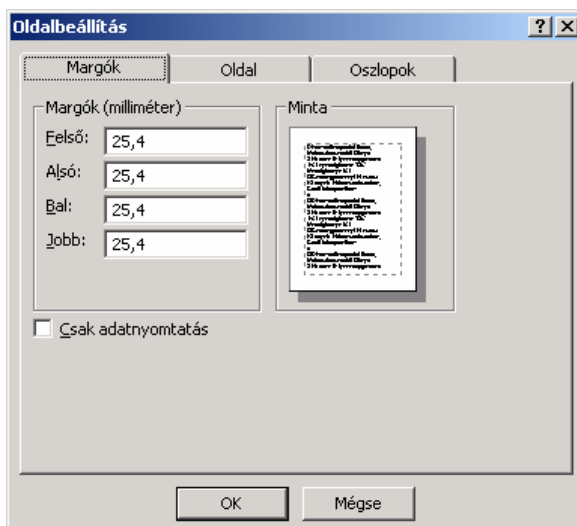 Oldalbeállítás
Margók
Oldal
Oszlopok
Margók (milliméter)
Felső: 25,4
Alsó: 25,4
Bal: 25,4
Jobb: 25,4
Minta
Csak adatnyomtatás
OK
Mégse